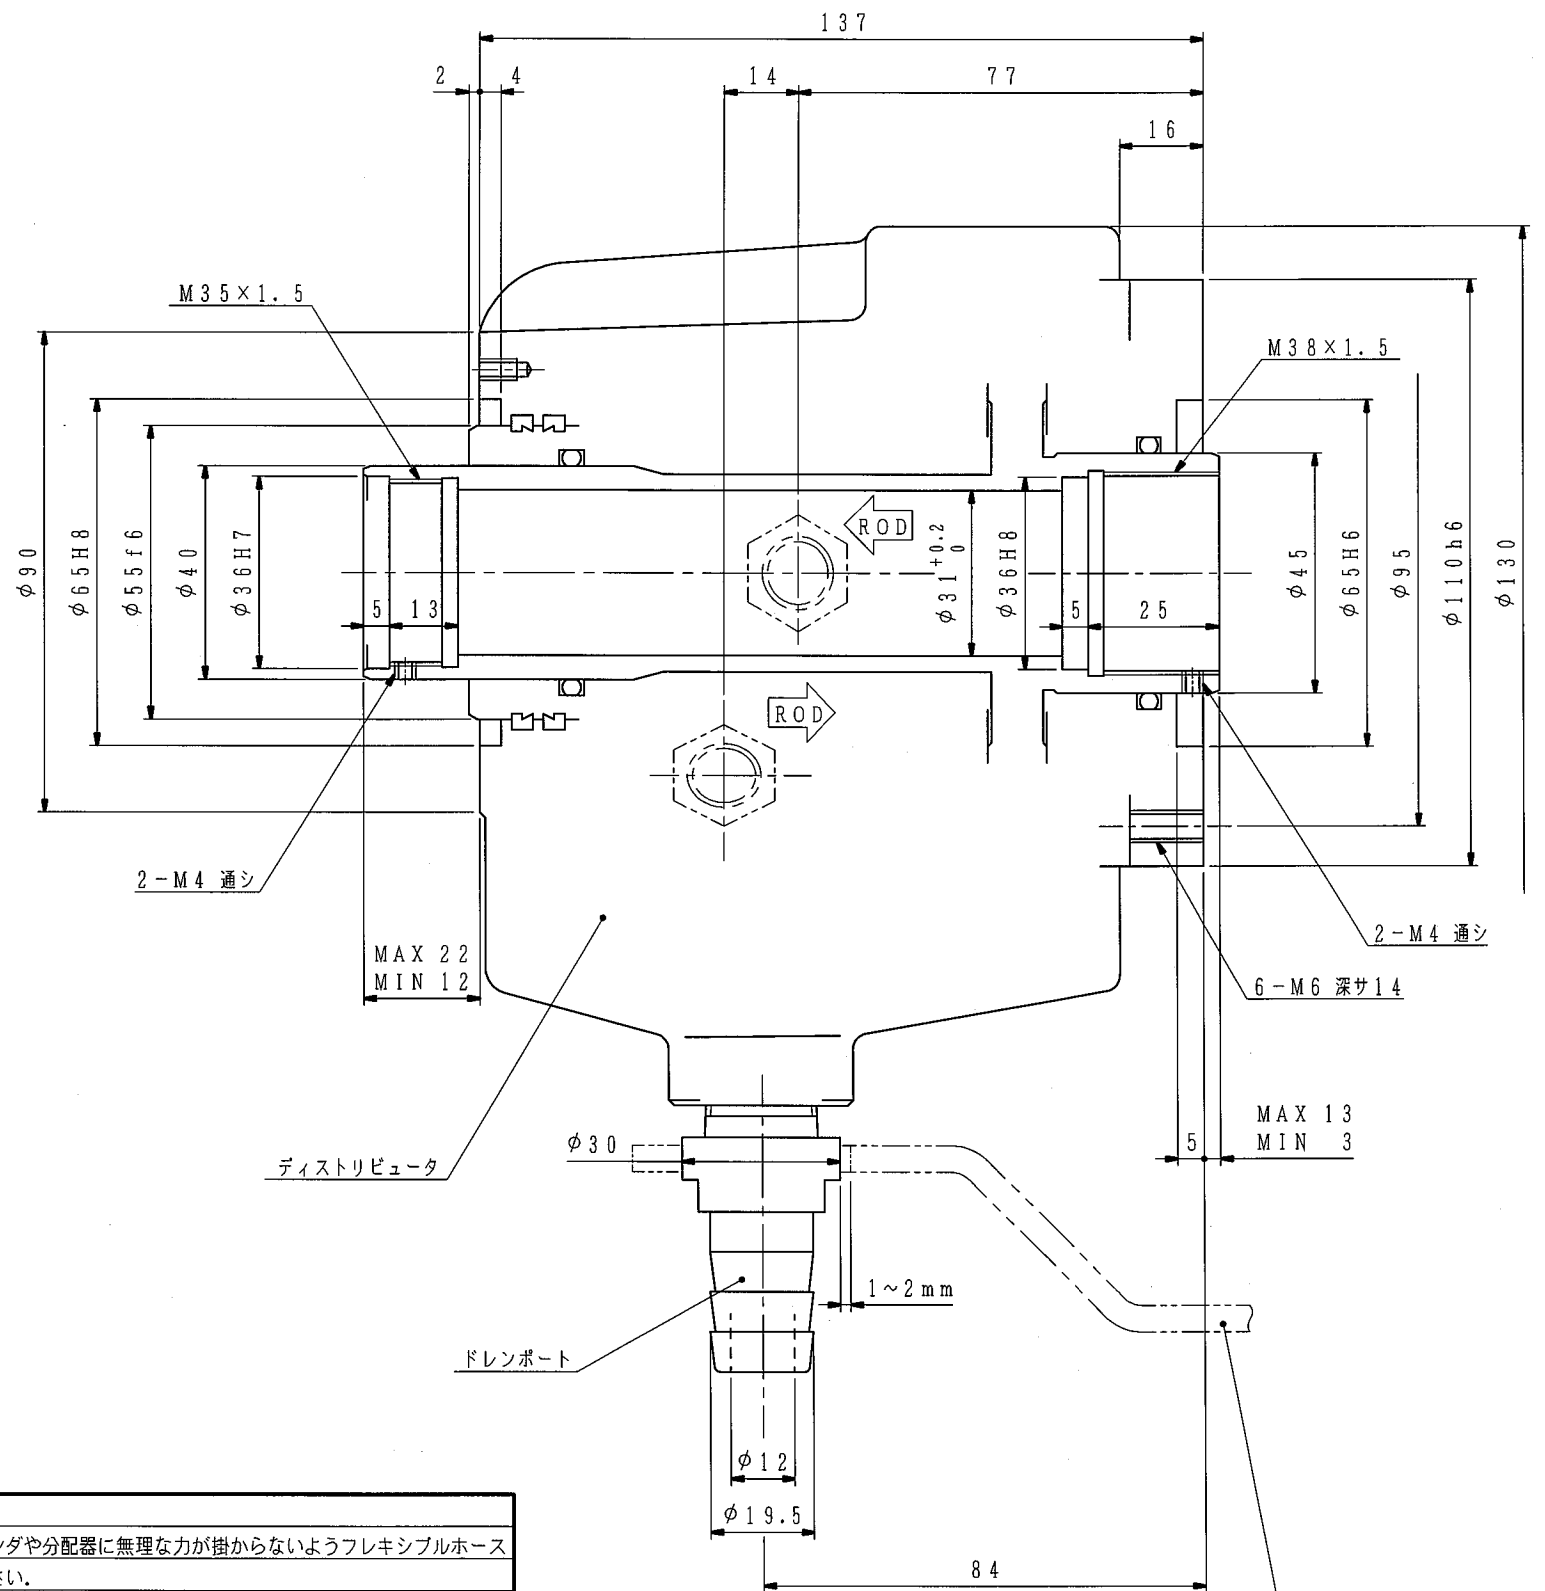 137
2
4
14
77
16
M35×1.5
M38×1.5
ROD
φ90
φ65H8
φ55f6
φ40
φ36H7
5
13
φ31 +0.2 0
φ36H8
5
25
φ45
φ65H6
φ95
φ110h6
φ130
ROD
2-M4 通シ
2-M4 通シ
MAX 22
MIN 12
6-M6 深サ14
MAX 13
MIN 3
5
φ30
ディストリビュータ
1~2mm
ドレンポート
φ12
φ19.5
ンダや分配器に無理な力が掛からないようフレキシブルホース
さい.
84